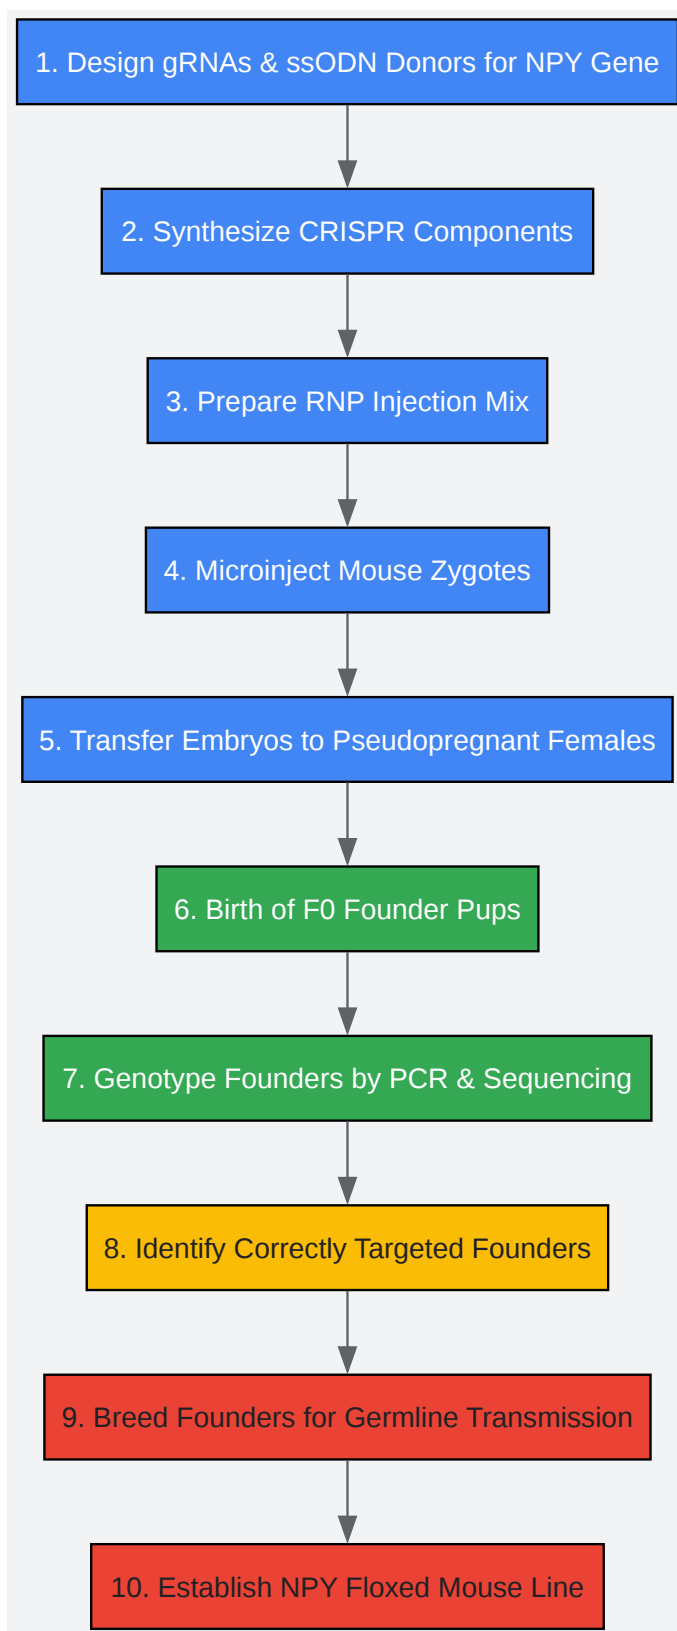 1. Design gRNAs & ssODN Donors for NPY Gene
2. Synthesize CRISPR Components
3. Prepare RNP Injection Mix
4. Microinject Mouse Zygotes
5. Transfer Embryos to Pseudopregnant Females
6. Birth of F0 Founder Pups
7. Genotype Founders by PCR & Sequencing
8. Identify Correctly Targeted Founders
9. Breed Founders for Germline Transmission
10. Establish NPY Floxed Mouse Line